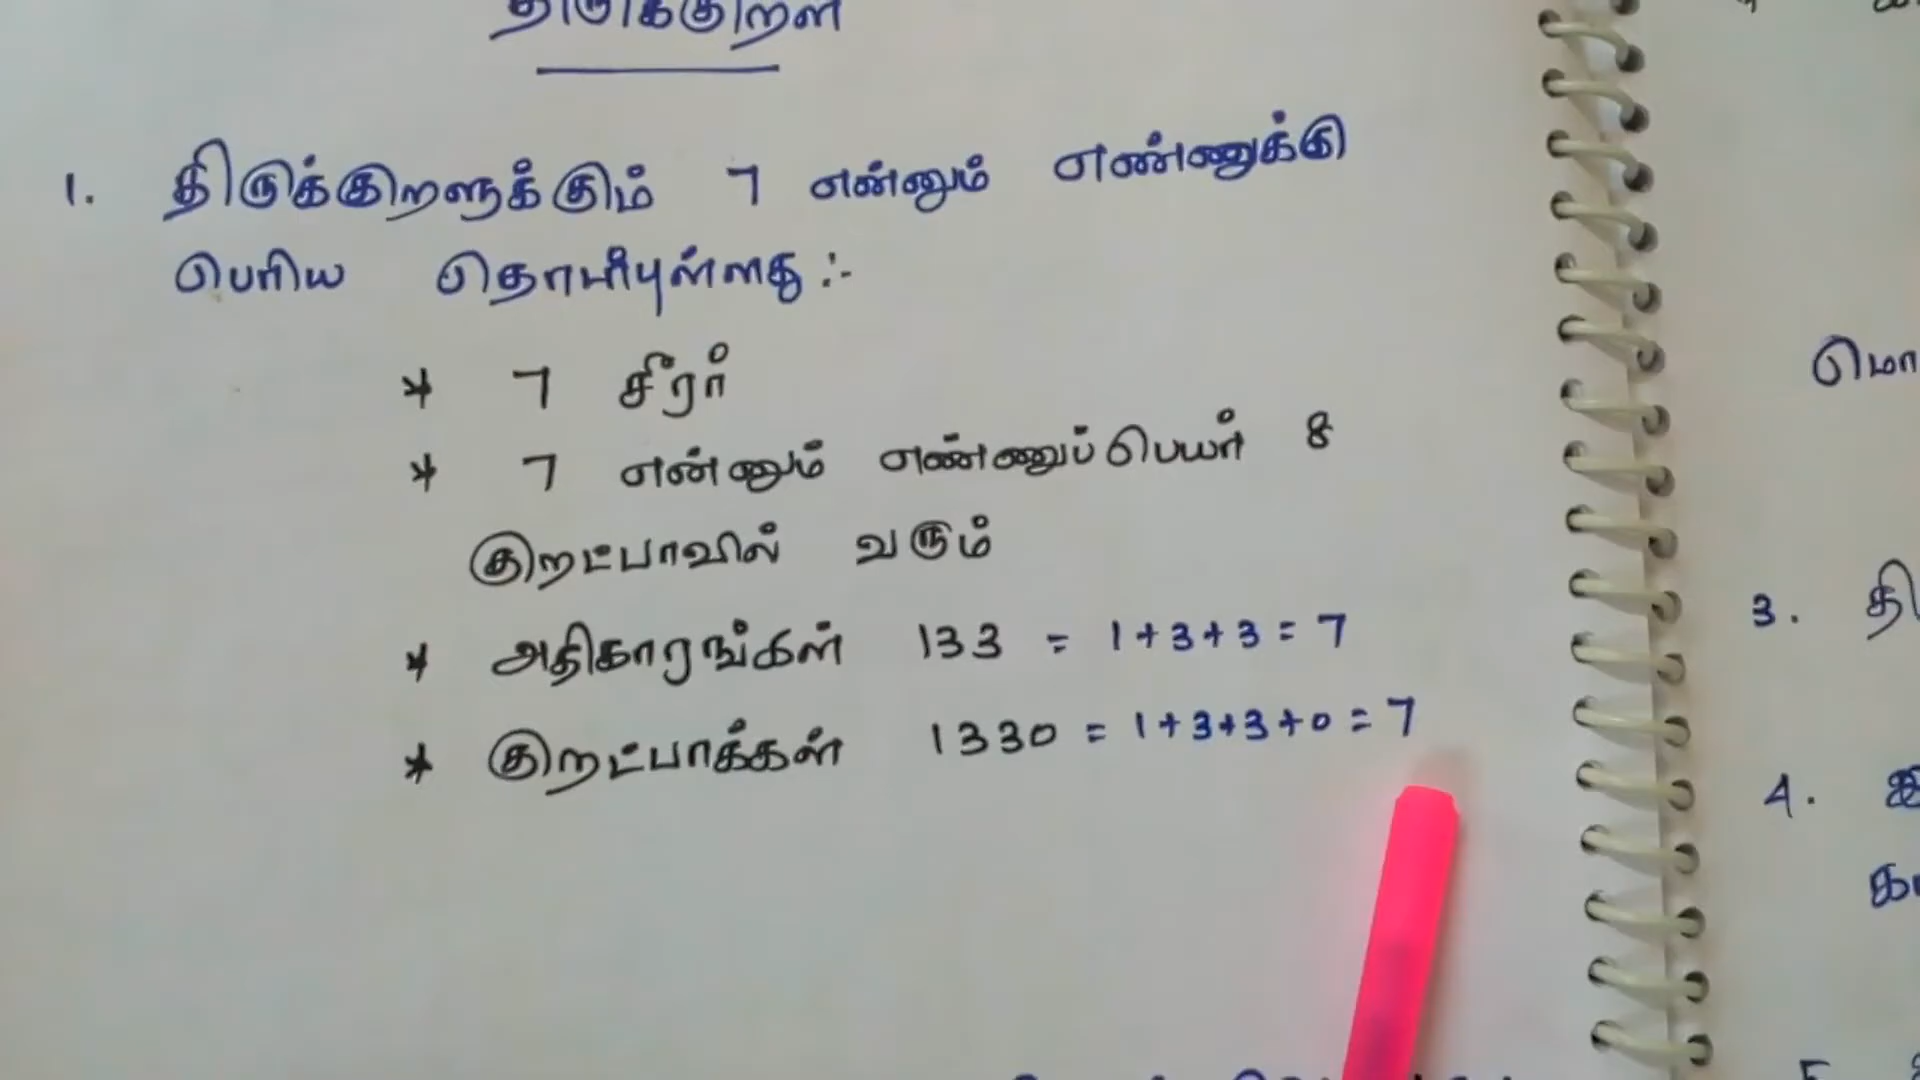 திருக்குறள்
1. திருக்குறளுக்கும் 7 என்னும் எண்ணுக்கு
பெரிய தொடர்புள்ளது :-
* 7 சீர்
* 7 என்னும் எண்ணுப்பெயர் 8
குறட்பாவில் வரும்
* அதிகாரங்கள் 133 = 1+3+3 = 7
* குறட்பாக்கள் 1330 = 1+3+3+0 = 7
மொ
3. தி
4.